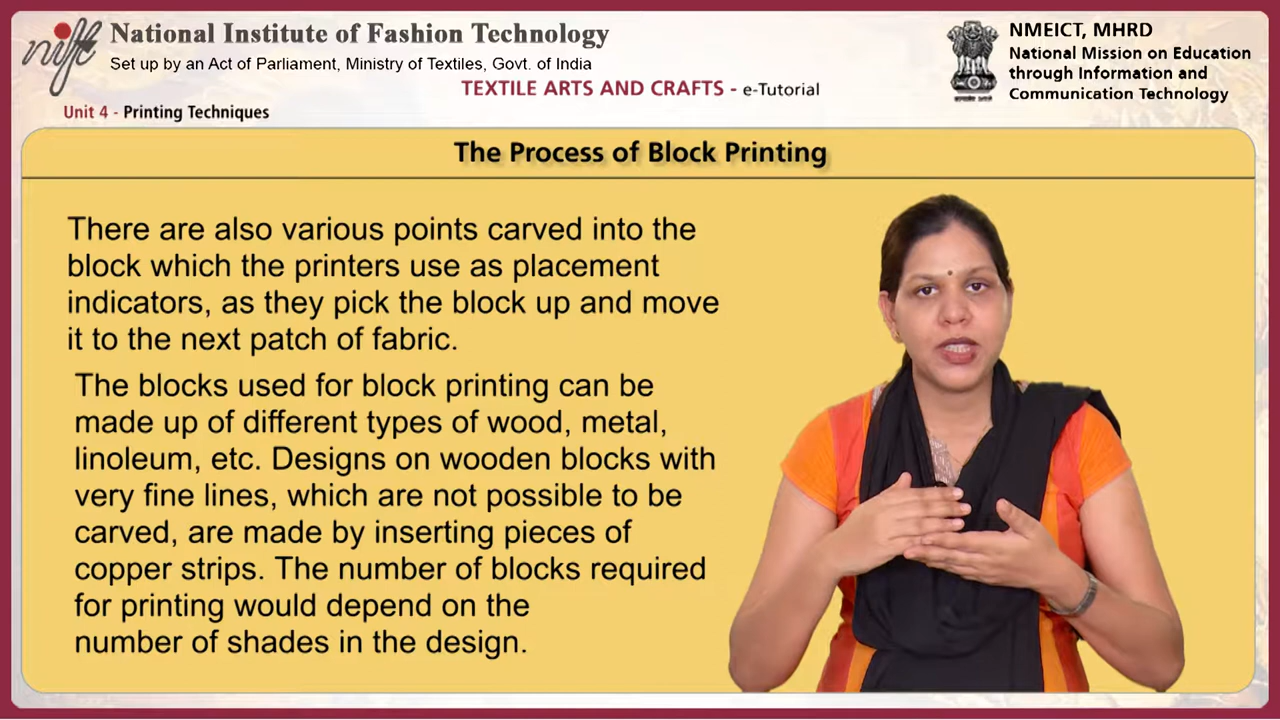 nift
National Institute of Fashion Technology
Set up by an Act of Parliament, Ministry of Textiles, Govt. of India
NMEICT, MHRD
National Mission on Education
through Information and
Communication Technology
TEXTILE ARTS AND CRAFTS - e-Tutorial
Unit 4 - Printing Techniques
The Process of Block Printing
There are also various points carved into the
block which the printers use as placement
indicators, as they pick the block up and move
it to the next patch of fabric.
The blocks used for block printing can be
made up of different types of wood, metal,
linoleum, etc. Designs on wooden blocks with
very fine lines, which are not possible to be
carved, are made by inserting pieces of
copper strips. The number of blocks required
for printing would depend on the
number of shades in the design.